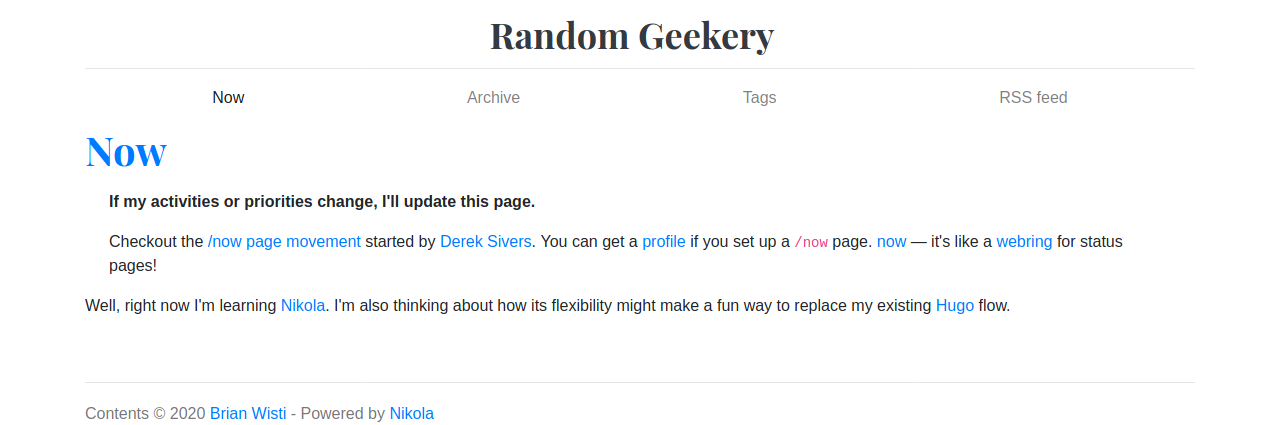 Random Geekery
Now Archive Tags RSS feed
Now
If my activities or priorities change, I'll update this page.
Checkout the /now page movement started by Derek Sivers. You can get a profile if you set up a /now page. now — it's like a webring for status
pages!
Well, right now I'm learning Nikola. I'm also thinking about how its flexibility might make a fun way to replace my existing Hugo flow.
Contents © 2020 Brian Wisti - Powered by Nikola